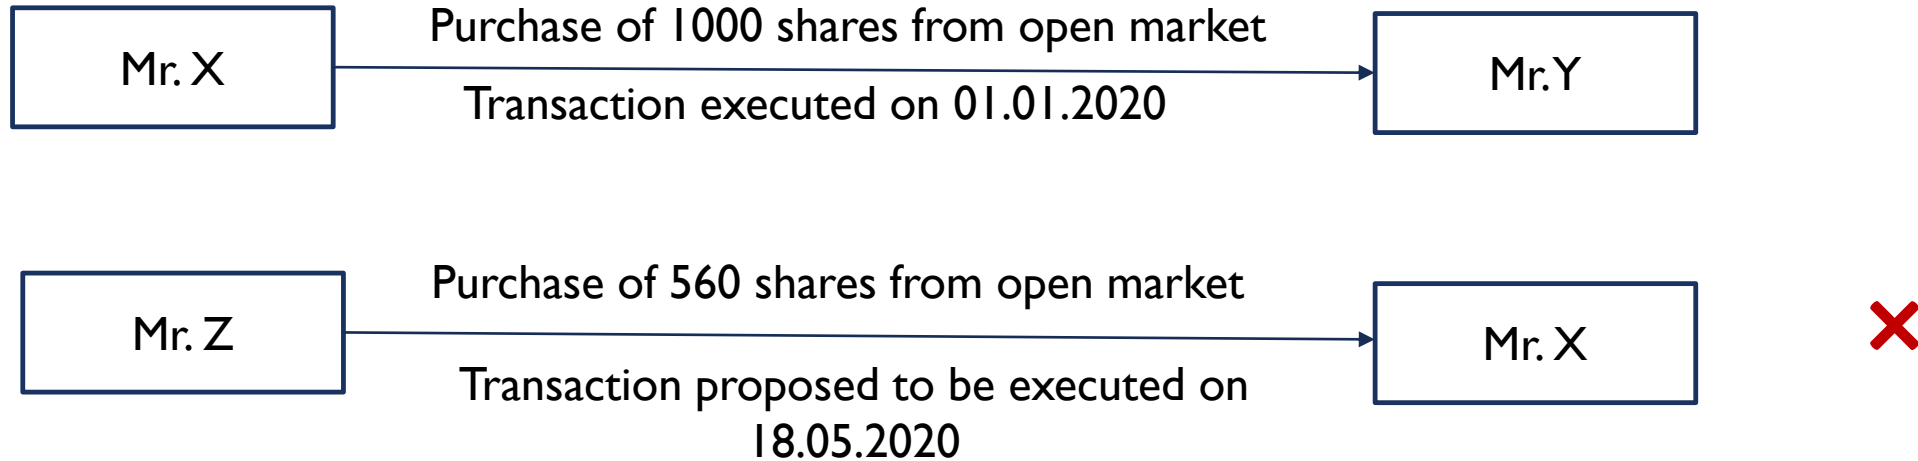 Purchase of 1000 shares from open market
Mr. X
Mr. Y
Transaction executed on 01.01.2020
Purchase of 560 shares from open market
Mr. Z
Mr. X
Transaction proposed to be executed on
18.05.2020